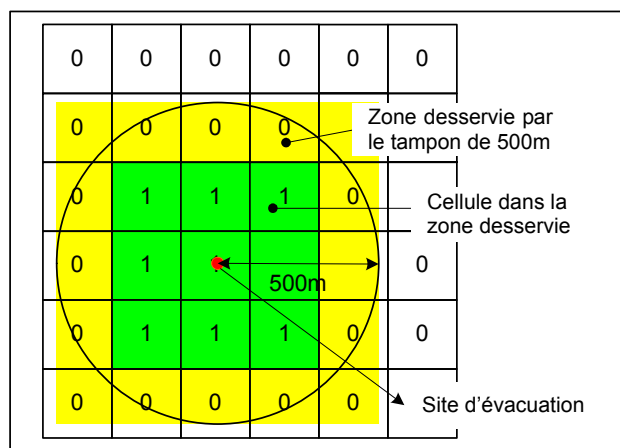 0 0 0 0 0 0
0 0 0 0
Zone desservie par
le tampon de 500m
0 1 1 1 0
Cellule dans la
zone desservie
0 1 0
500m
0 1 1 1 0 0
0 0 0 0 0
Site d'évacuation